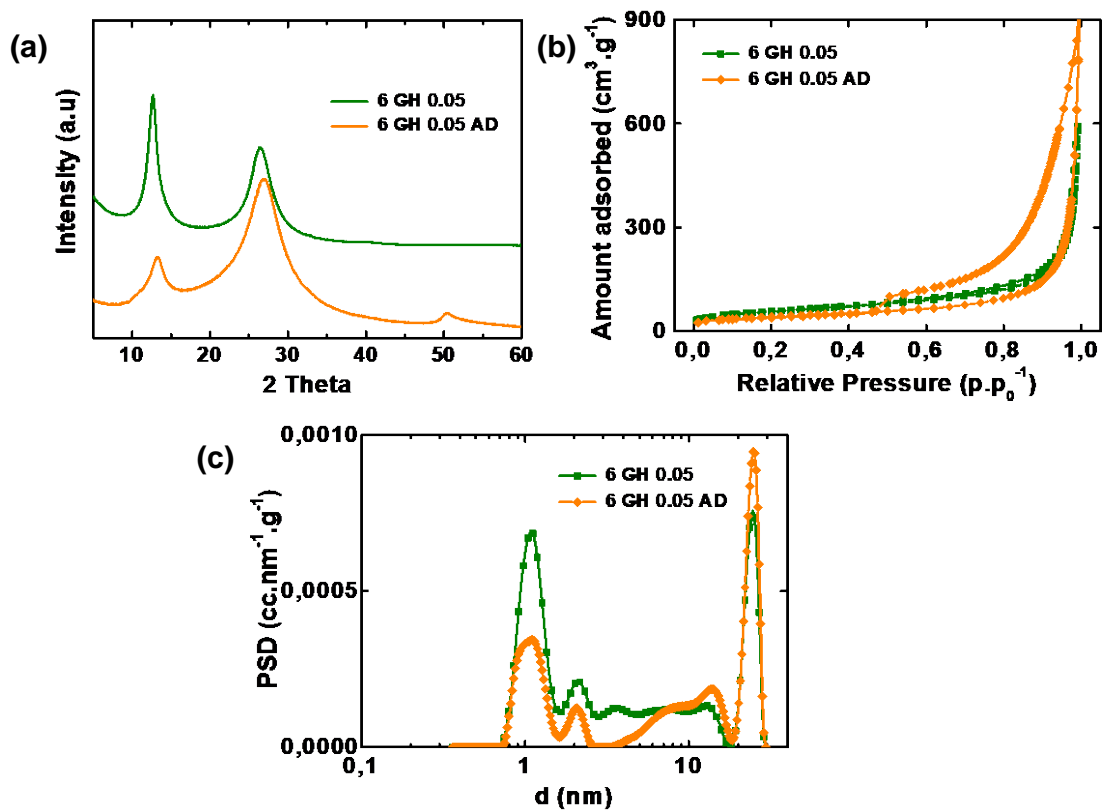 (a)
Intensity (a.u)
6 GH 0.05
6 GH 0.05 AD
10 20 30 40 50 60
2 Theta
(b)
Amount adsorbed (cm³.g⁻¹)
900
600
300
0
6 GH 0.05
6 GH 0.05 AD
0,0 0,2 0,4 0,6 0,8 1,0
Relative Pressure (p.p₀⁻¹)
(c)
PSD (cc.nm⁻¹.g⁻¹)
0,0010
0,0005
0,0000
6 GH 0.05
6 GH 0.05 AD
0,1 1 10
d (nm)